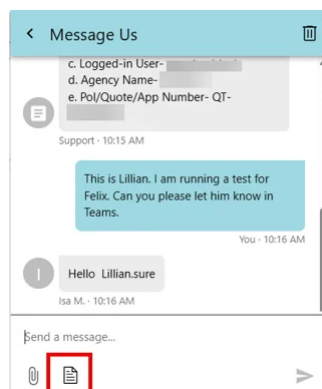 Message Us
c. Logged-in User-
d. Agency Name-
e. Pol/Quote/App Number- QT-
Support · 10:15 AM
This is Lillian. I am running a test for
Felix. Can you please let him know in
Teams.
You · 10:16 AM
I
Hello  Lillian.sure
Isa M. · 10:16 AM
Send a message...